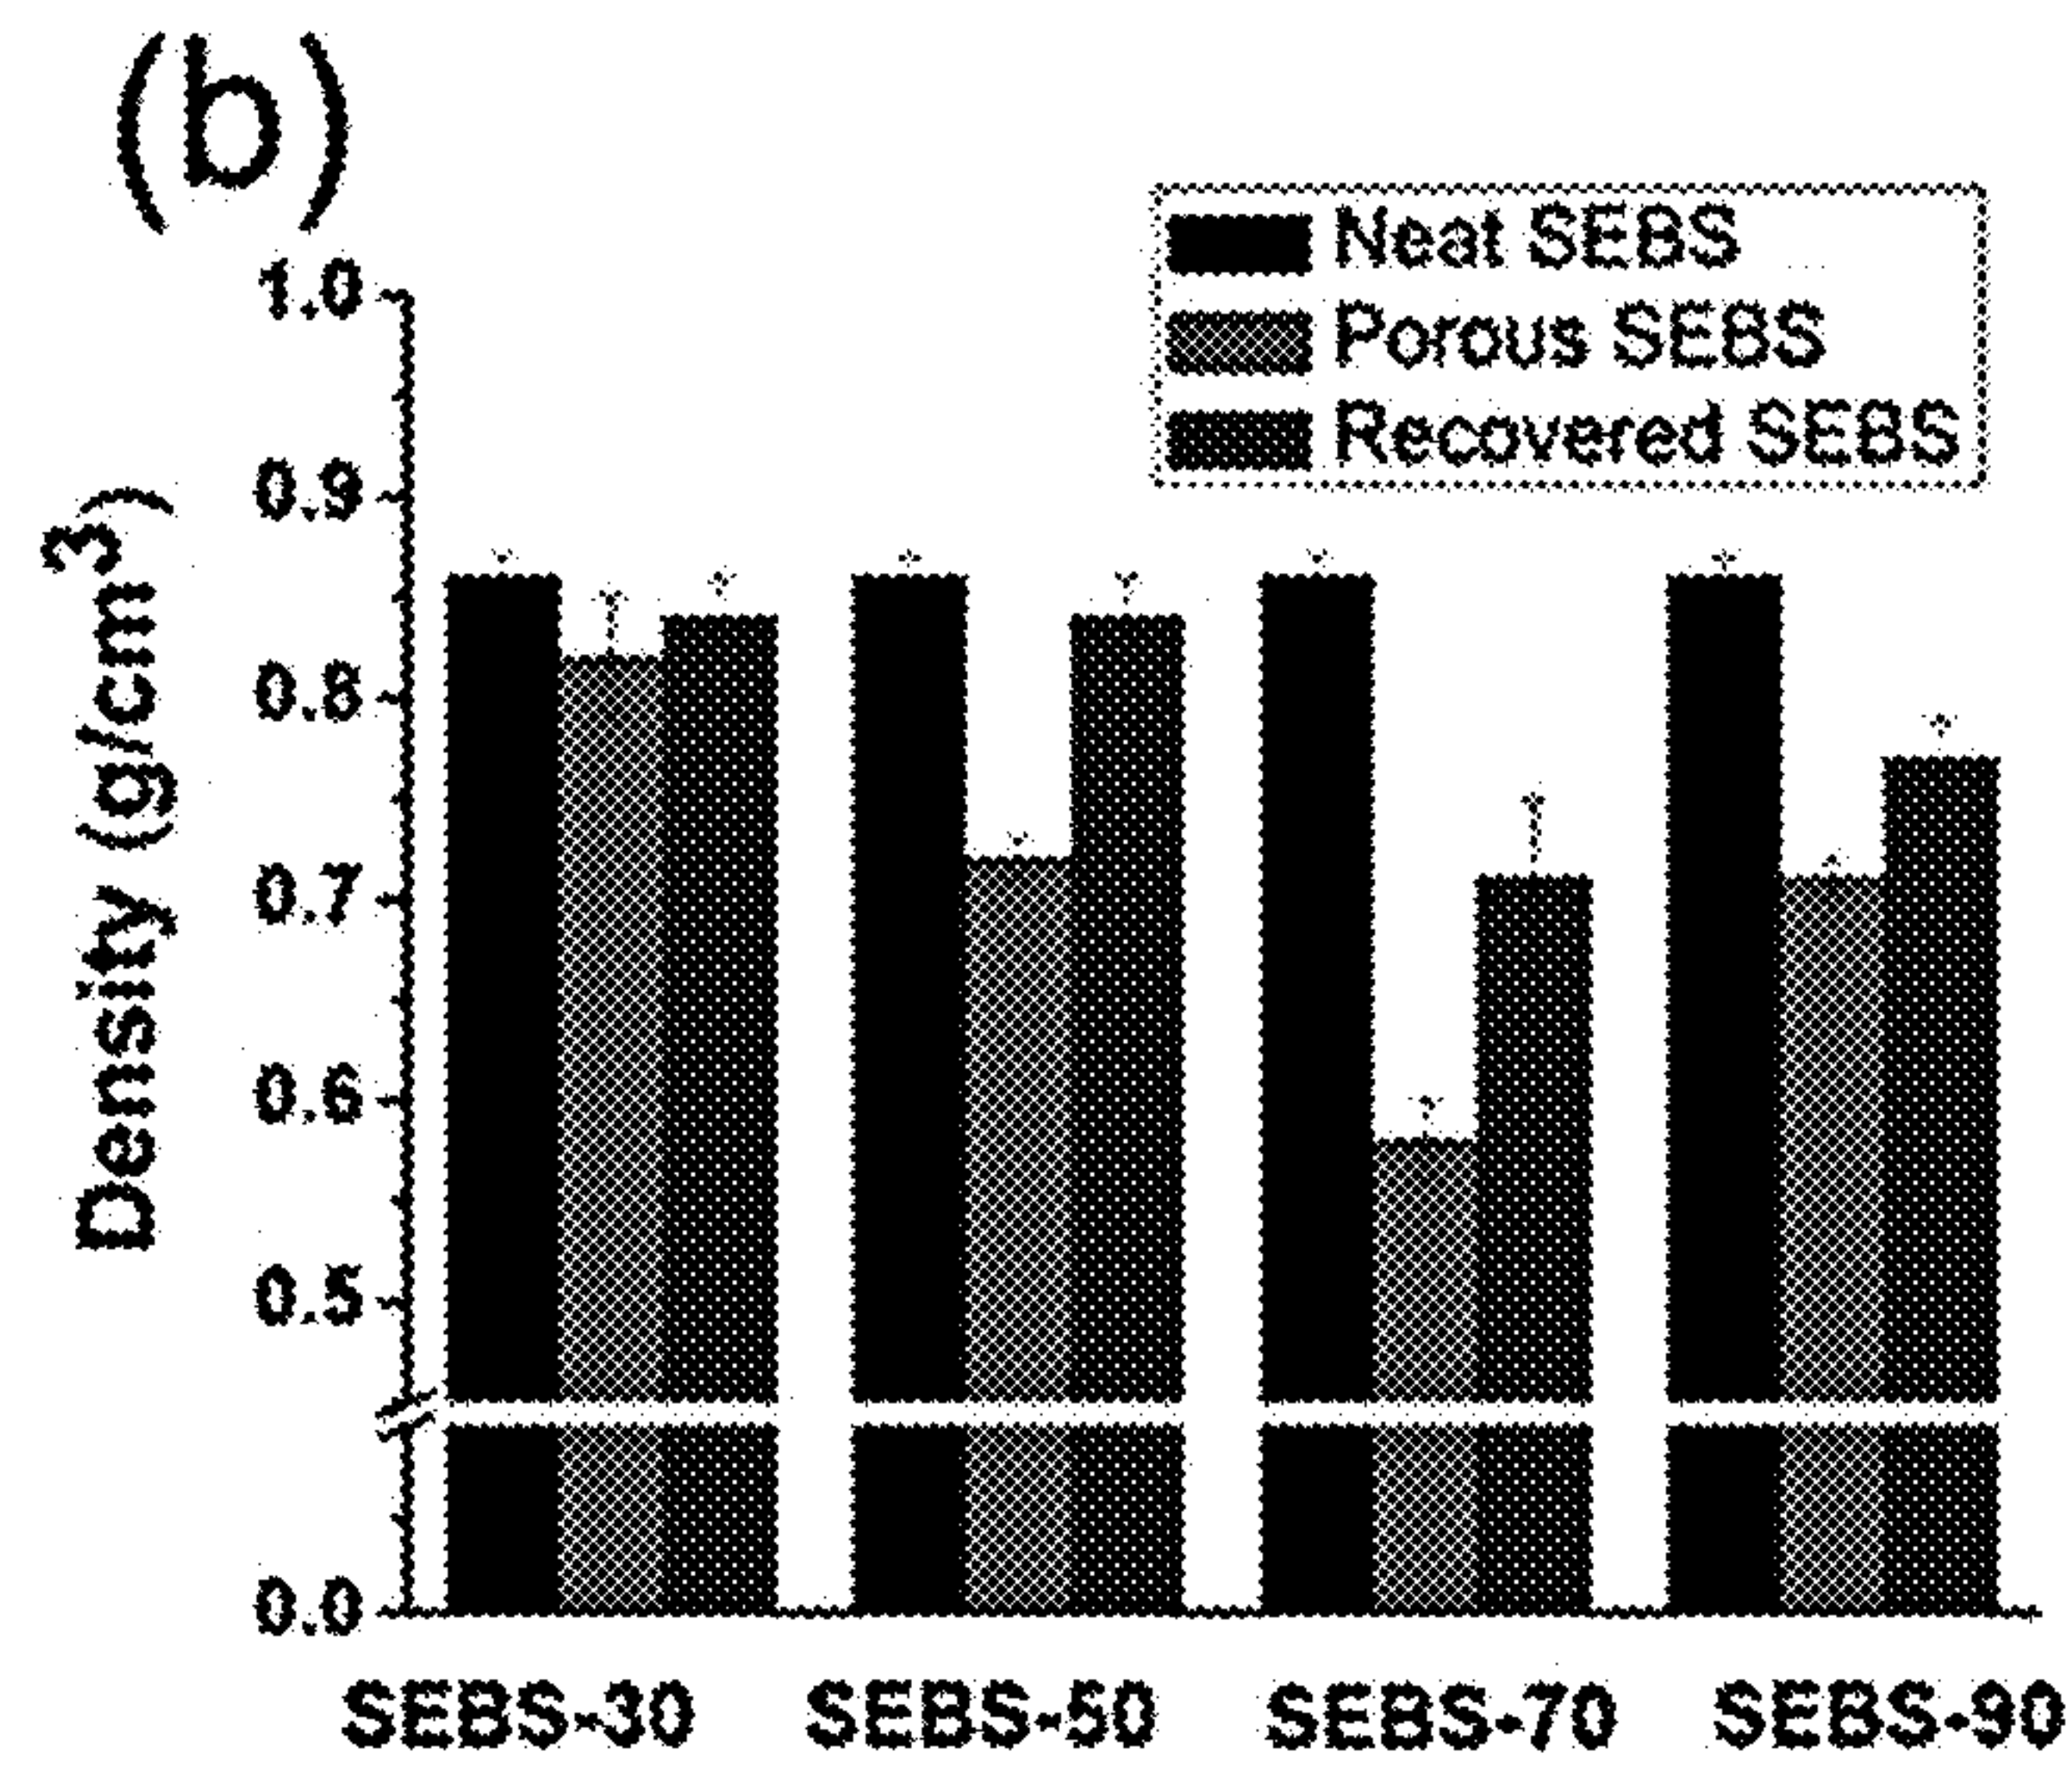 (b)
Neat SEBS
Porous SEBS
Recovered SEBS
Density (g/cm³)
1.0
0.9
0.8
0.7
0.6
0.5
0.0
SEBS-30
SEBS-50
SEBS-70
SEBS-90